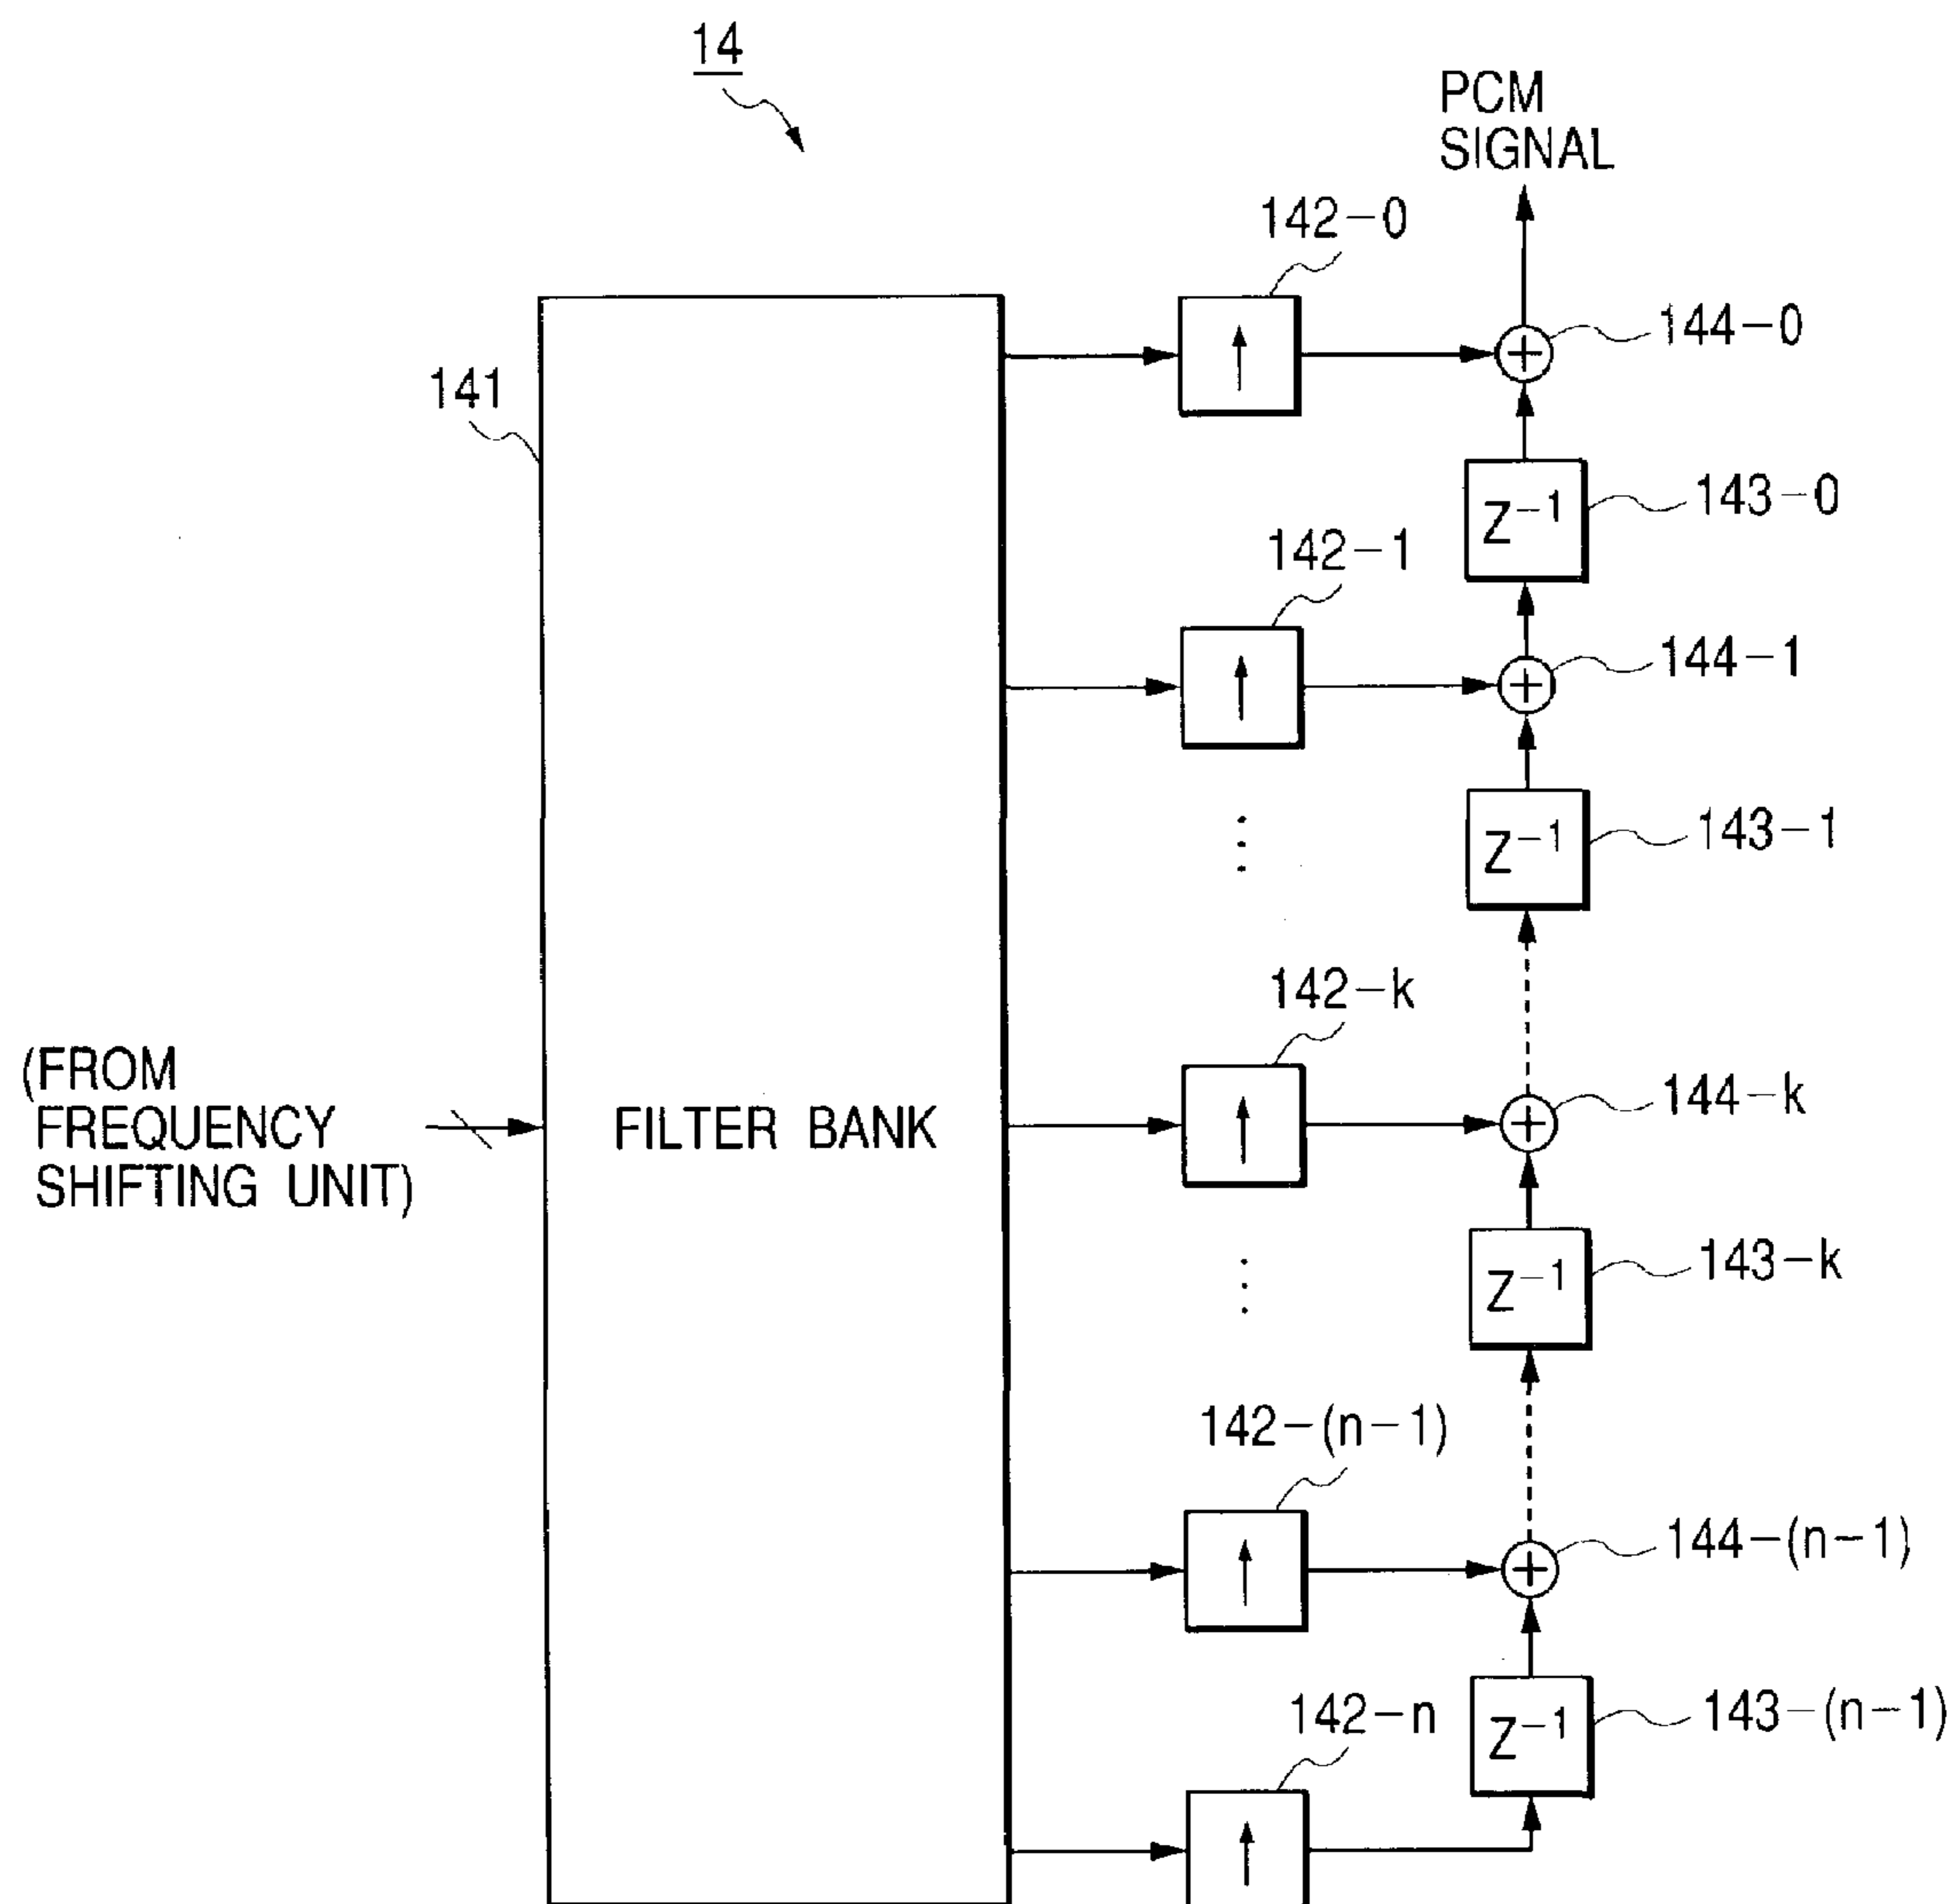 14
PCM
SIGNAL
142-0
144-0
141
143-0
Z⁻¹
142-1
144-1
143-1
Z⁻¹
142-k
(FROM
FREQUENCY
SHIFTING UNIT)
FILTER BANK
144-k
143-k
Z⁻¹
142-(n-1)
144-(n-1)
142-n
143-(n-1)
Z⁻¹